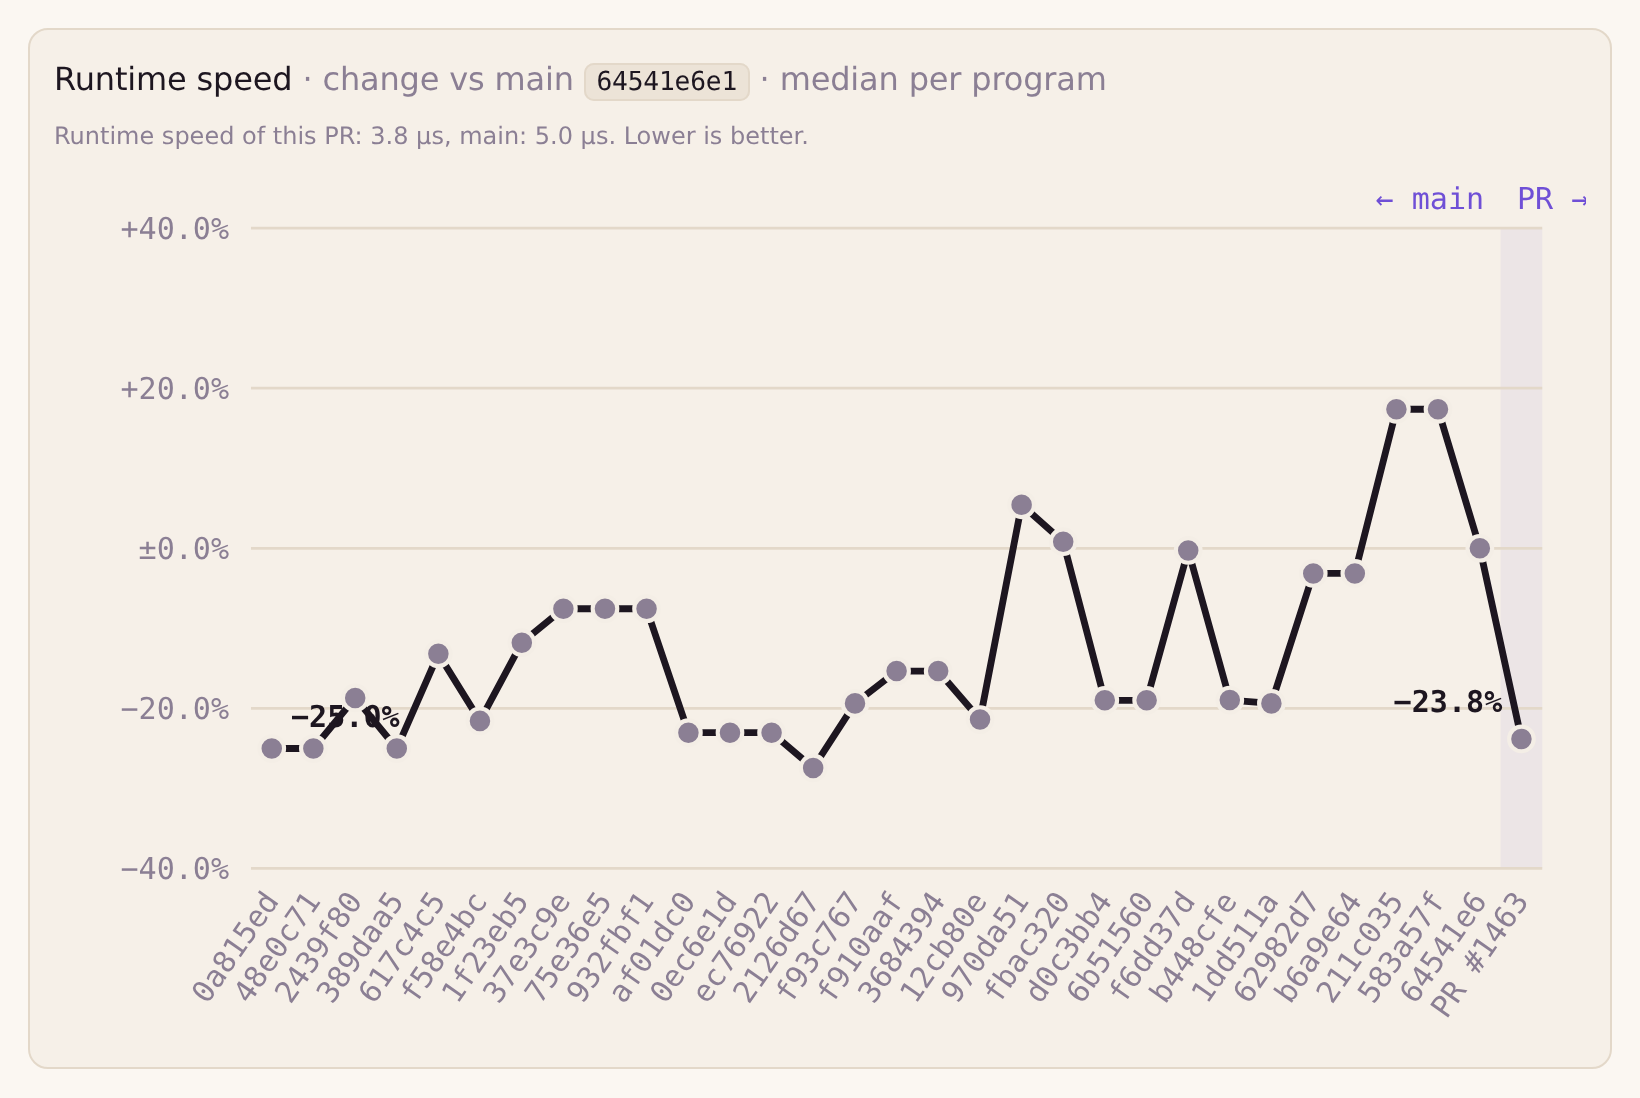 Runtime speed · change vs main 64541e6e1 · median per program
Runtime speed of this PR: 3.8 µs, main: 5.0 µs. Lower is better.
← main PR →
+40.0%
+20.0%
±0.0%
−20.0%
−40.0%
−25.0%
−23.8%
0a815ed
48e0c71
2439f80
389daa5
617c4c5
f58e4bc
1f23eb5
37e3c9e
75e36e5
932fbf1
af01dc0
0ec6e1d
ec76922
2126d67
f93c767
f910aaf
3684394
12cb80e
970da51
fbac320
d0c3bb4
6b51560
f6dd37d
b448cfe
1dd511a
62982d7
b6a9e64
211c035
583a57f
64541e6
PR #1463